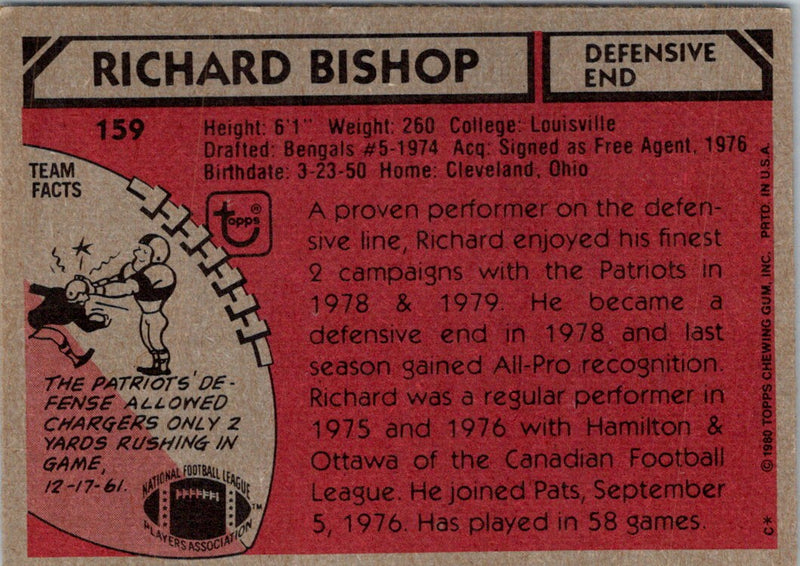 RICHARD BISHOP
DEFENSIVE
END
159
Height: 6'1" Weight: 260 College: Louisville
Drafted: Bengals #5-1974 Acq: Signed as Free Agent, 1976
Birthdate: 3-23-50 Home: Cleveland, Ohio
TEAM
FACTS
topps®
A proven performer on the defen-
sive line, Richard enjoyed his finest
2 campaigns with the Patriots in
1978 & 1979. He became a
defensive end in 1978 and last
season gained All-Pro recognition.
Richard was a regular performer in
1975 and 1976 with Hamilton &
Ottawa of the Canadian Football
League. He joined Pats, September
5, 1976. Has played in 58 games.
THE PATRIOTS' DE-
FENSE ALLOWED
CHARGERS ONLY 2
YARDS RUSHING IN
GAME,
12-17-61.
NATIONAL FOOTBALL LEAGUE
PLAYERS ASSOCIATION™
© 1980 TOPPS CHEWING GUM, INC. PRTD. IN U.S.A.
C*